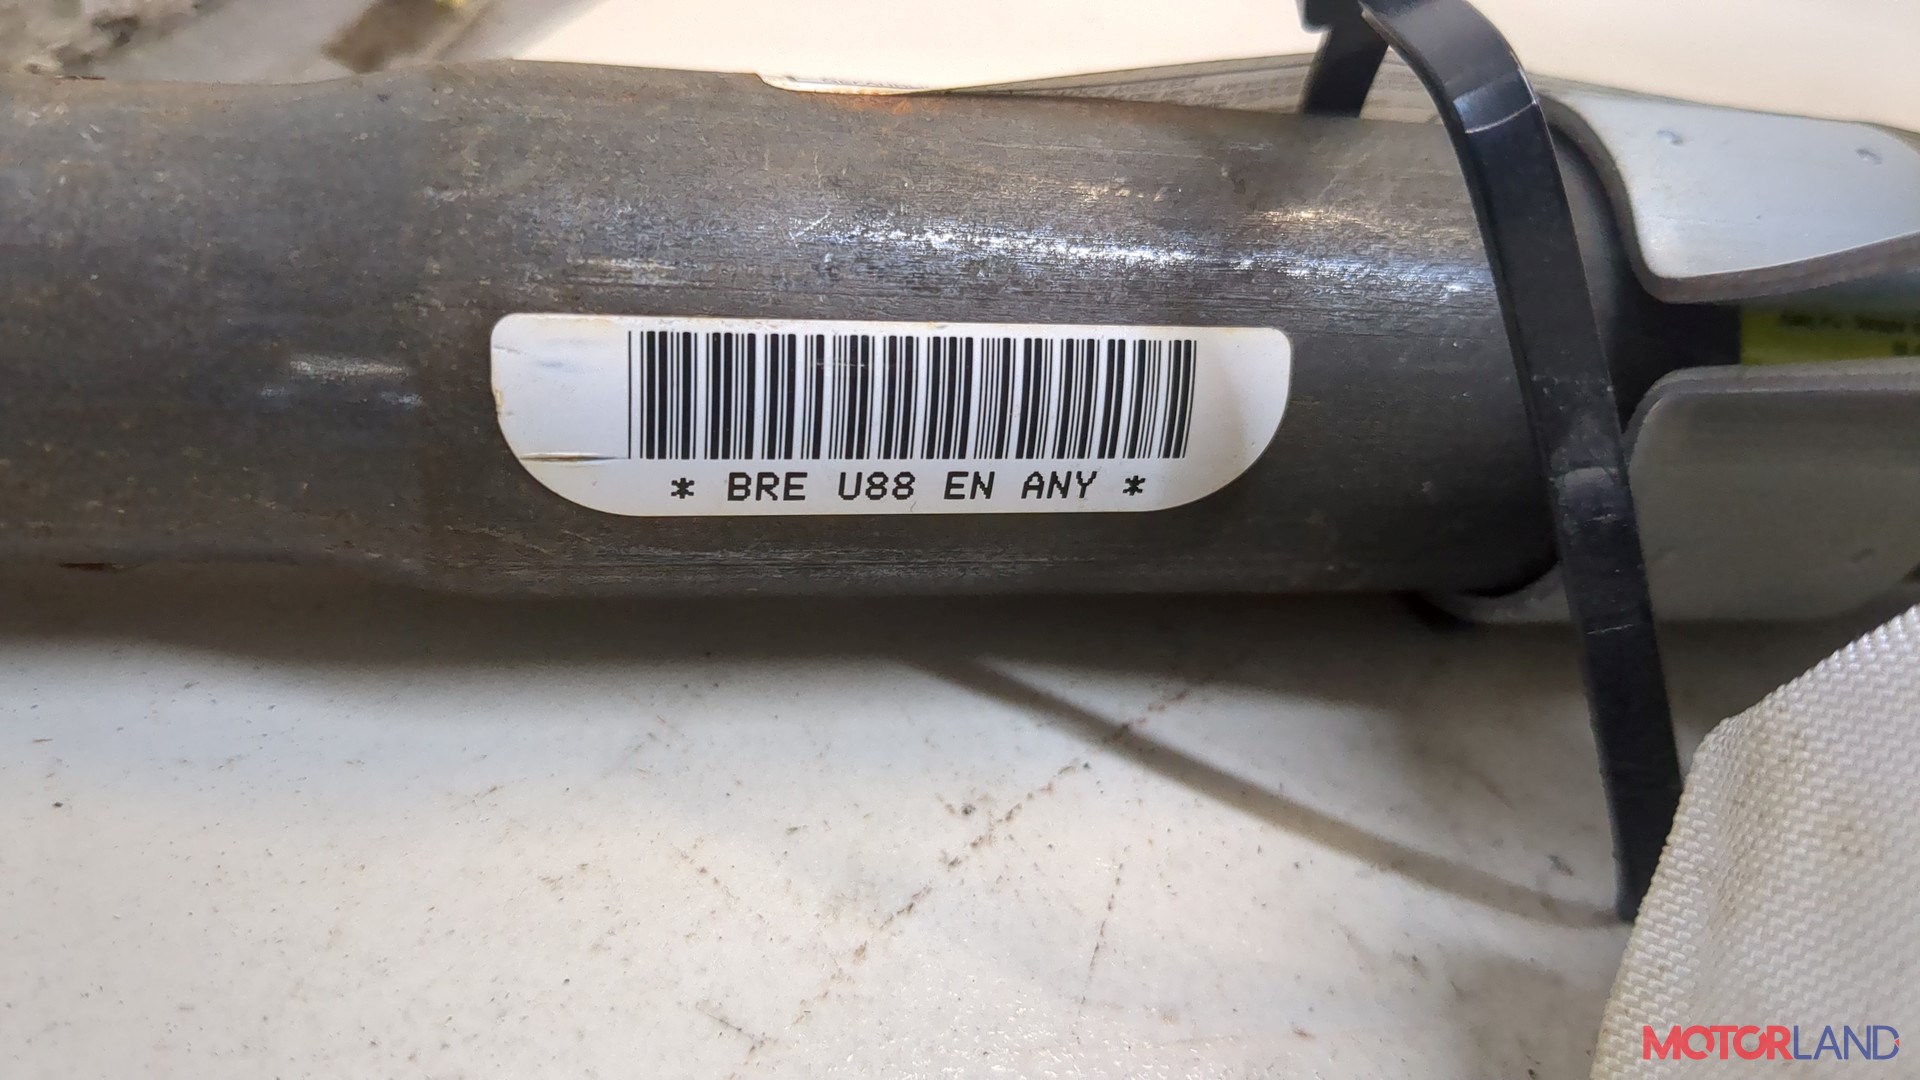 * BRE U88 EN ANY *
MOTORLAND